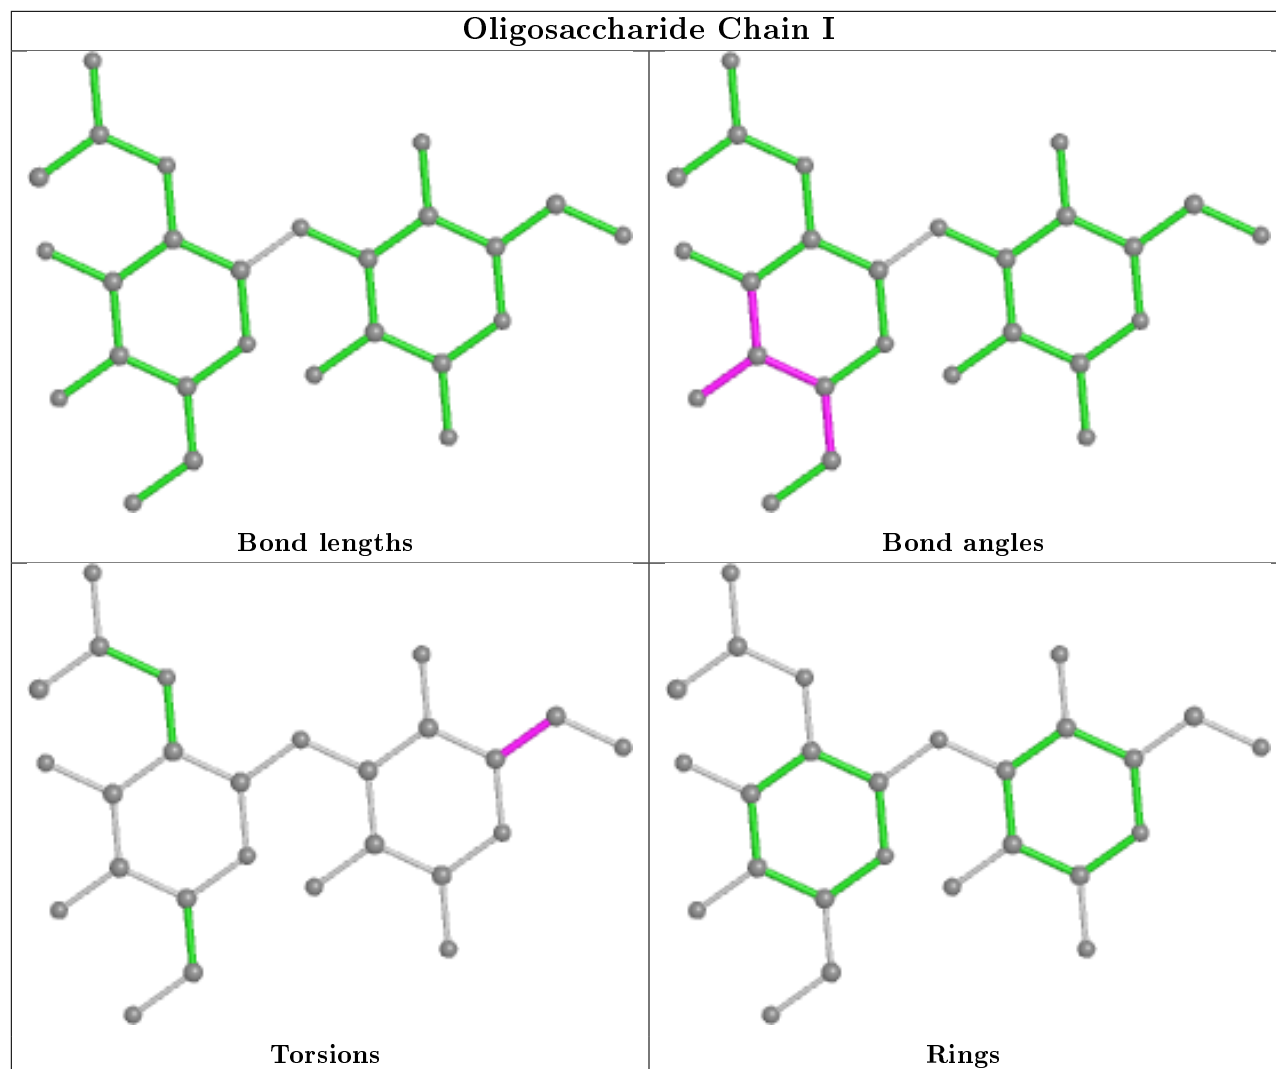 Oligosaccharide Chain I
Bond lengths
Bond angles
Torsions
Rings